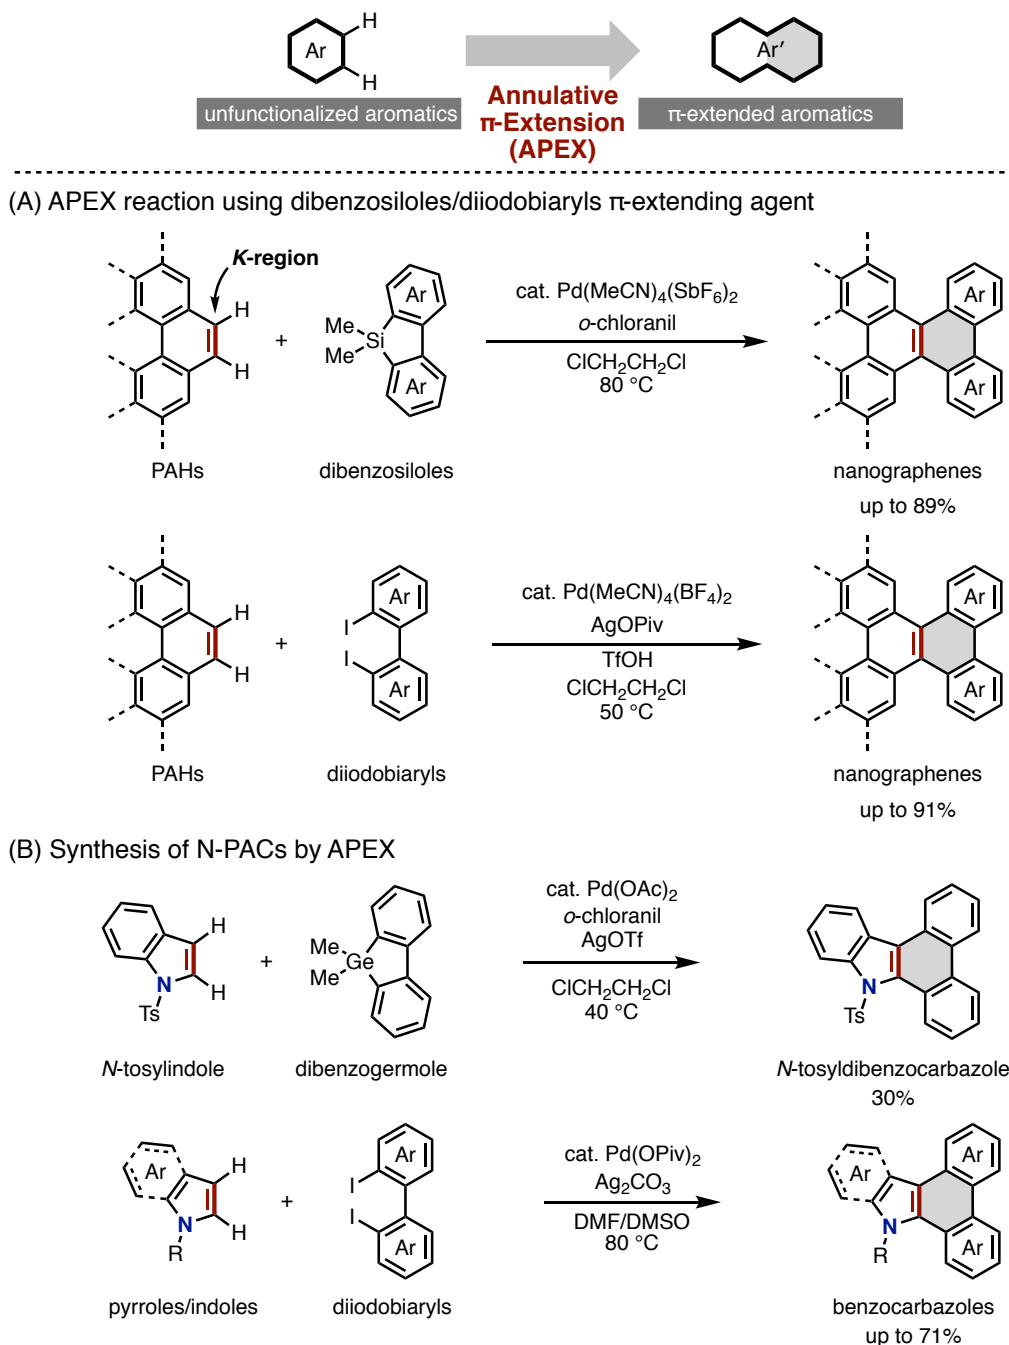 Ar
H
H
Ar′
unfunctionalized aromatics
Annulative
π-Extension
(APEX)
π-extended aromatics
(A) APEX reaction using dibenzosiloles/diiodobiaryls π-extending agent
K-region
H
H
+
Me
Me
Si
Ar
Ar
cat. Pd(MeCN)4(SbF6)2
o-chloranil
ClCH2CH2Cl
80 °C
Ar
Ar
PAHs
dibenzosiloles
nanographenes
up to 89%
H
H
+
I
I
Ar
Ar
cat. Pd(MeCN)4(BF4)2
AgOPiv
TfOH
ClCH2CH2Cl
50 °C
Ar
Ar
PAHs
diiodobiaryls
nanographenes
up to 91%
(B) Synthesis of N-PACs by APEX
H
H
N
Ts
+
Me
Me
Ge
cat. Pd(OAc)2
o-chloranil
AgOTf
ClCH2CH2Cl
40 °C
N
Ts
N-tosylindole
dibenzogermole
N-tosyldibenzocarbazole
30%
Ar
H
H
N
R
+
I
I
Ar
Ar
cat. Pd(OPiv)2
Ag2CO3
DMF/DMSO
80 °C
Ar
N
R
Ar
Ar
pyrroles/indoles
diiodobiaryls
benzocarbazoles
up to 71%